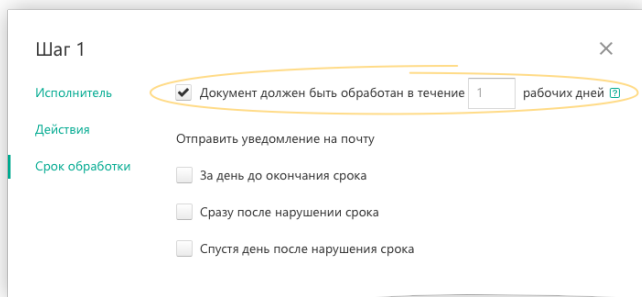 Шаг 1
Исполнитель
Документ должен быть обработан в течение 1 рабочих дней ?
Действия
Отправить уведомление на почту
Срок обработки
За день до окончания срока
Сразу после нарушении срока
Спустя день после нарушения срока